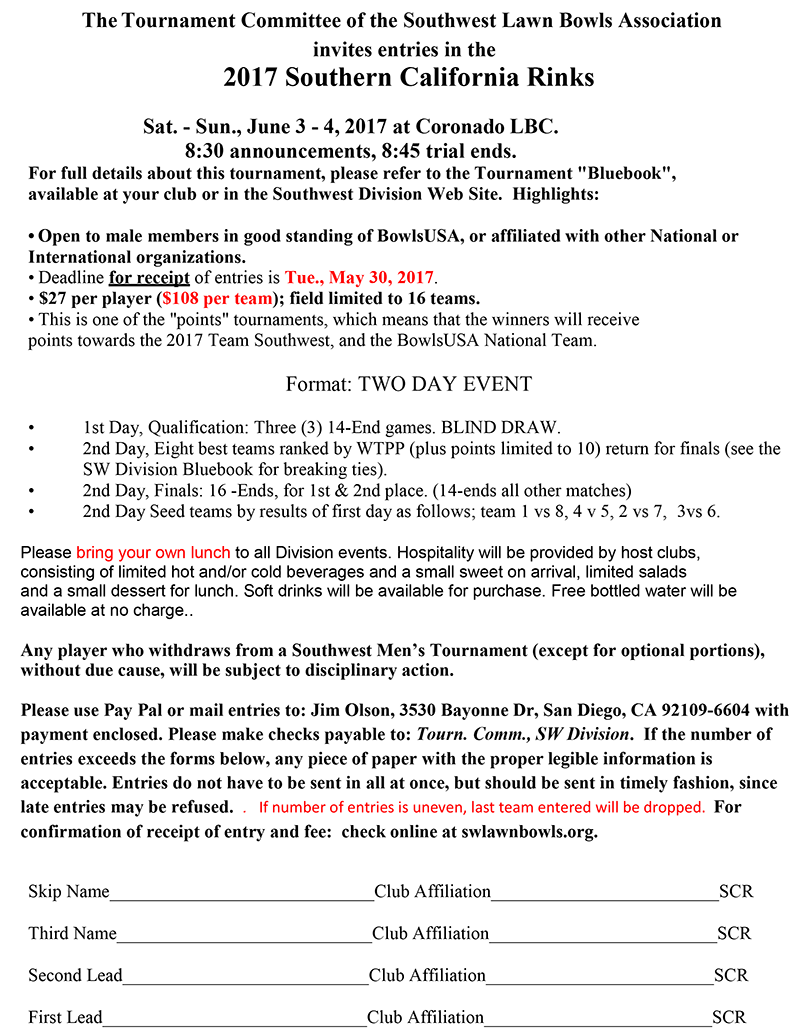 The Tournament Committee of the Southwest Lawn Bowls Association
invites entries in the
2017 Southern California Rinks
Sat. - Sun., June 3 - 4, 2017 at Coronado LBC.
8:30 announcements, 8:45 trial ends.
For full details about this tournament, please refer to the Tournament "Bluebook",
available at your club or in the Southwest Division Web Site.  Highlights:
• Open to male members in good standing of BowlsUSA, or affiliated with other National or
International organizations.
• Deadline for receipt of entries is Tue., May 30, 2017.
• $27 per player ($108 per team); field limited to 16 teams.
• This is one of the "points" tournaments, which means that the winners will receive
points towards the 2017 Team Southwest, and the BowlsUSA National Team.
Format: TWO DAY EVENT
• 1st Day, Qualification: Three (3) 14-End games. BLIND DRAW.
• 2nd Day, Eight best teams ranked by WTPP (plus points limited to 10) return for finals (see the
SW Division Bluebook for breaking ties).
• 2nd Day, Finals: 16 -Ends, for 1st & 2nd place. (14-ends all other matches)
• 2nd Day Seed teams by results of first day as follows; team 1 vs 8, 4 v 5, 2 vs 7,  3vs 6.
Please bring your own lunch to all Division events. Hospitality will be provided by host clubs,
consisting of limited hot and/or cold beverages and a small sweet on arrival, limited salads
and a small dessert for lunch. Soft drinks will be available for purchase. Free bottled water will be
available at no charge..
Any player who withdraws from a Southwest Men’s Tournament (except for optional portions),
without due cause, will be subject to disciplinary action.
Please use Pay Pal or mail entries to: Jim Olson, 3530 Bayonne Dr, San Diego, CA 92109-6604 with
payment enclosed. Please make checks payable to: Tourn. Comm., SW Division.  If the number of
entries exceeds the forms below, any piece of paper with the proper legible information is
acceptable. Entries do not have to be sent in all at once, but should be sent in timely fashion, since
late entries may be refused.  .   If number of entries is uneven, last team entered will be dropped.  For
confirmation of receipt of entry and fee:  check online at swlawnbowls.org.
Skip Name____________________________Club Affiliation________________________SCR
Third Name___________________________Club Affiliation________________________SCR
Second Lead__________________________Club Affiliation________________________SCR
First Lead____________________________Club Affiliation________________________SCR